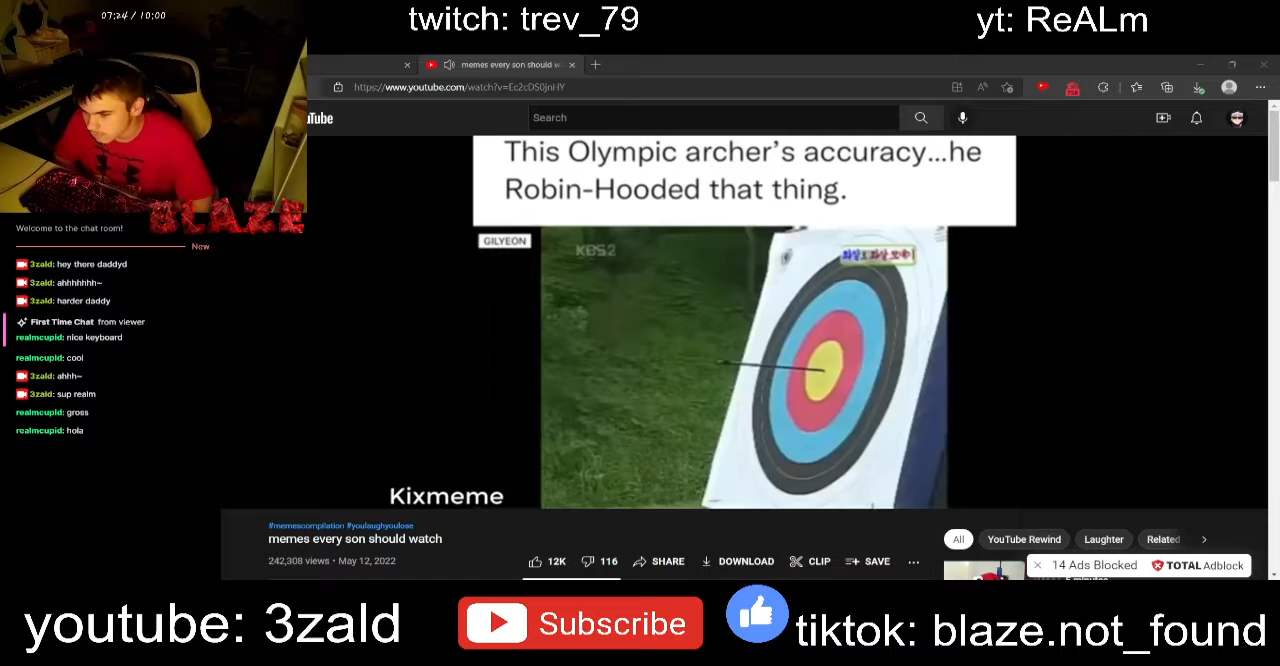 07:24 / 10:00
twitch: trev_79
yt: ReALm
memes every son should w
https://www.youtube.com/watch?v=Ec2cDS0jnHY
uTube
Search
This Olympic archer's accuracy...he
Robin-Hooded that thing.
GILYEON
KBS2
BLAZE
Welcome to the chat room!
New
3zald: hey there daddyd
3zald: ahhhhhhh~
3zald: harder daddy
First Time Chat from viewer
realmcupid: nice keyboard
realmcupid: cool
3zald: ahhh~
3zald: sup realm
realmcupid: gross
realmcupid: hola
Kixmeme
#memescompilation #youlaughyoulose
memes every son should watch
242,308 views • May 12, 2022
12K
116
SHARE
DOWNLOAD
CLIP
SAVE
All
YouTube Rewind
Laughter
Related
14 Ads Blocked
TOTAL Adblock
youtube: 3zald
Subscribe
tiktok: blaze.not_found